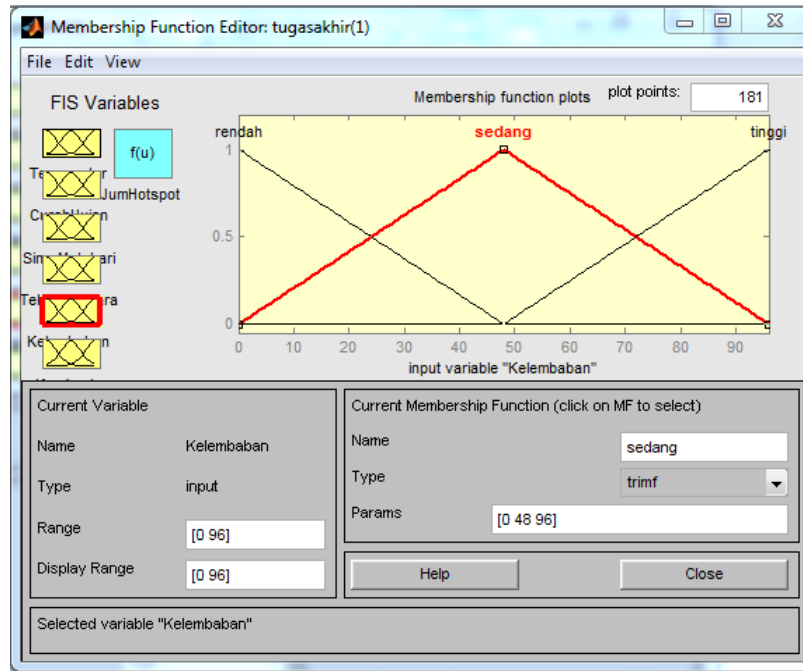 Membership Function Editor: tugasakhir(1)
File Edit View
FIS Variables
Membership function plots
plot points:
181
f(u)
JumHotspot
rendah
sedang
tinggi
1
0.5
0
0 10 20 30 40 50 60 70 80 90
input variable "Kelembaban"
Current Variable
Name Kelembaban
Type input
Range [0 96]
Display Range [0 96]
Current Membership Function (click on MF to select)
Name sedang
Type trimf
Params [0 48 96]
Help Close
Selected variable "Kelembaban"